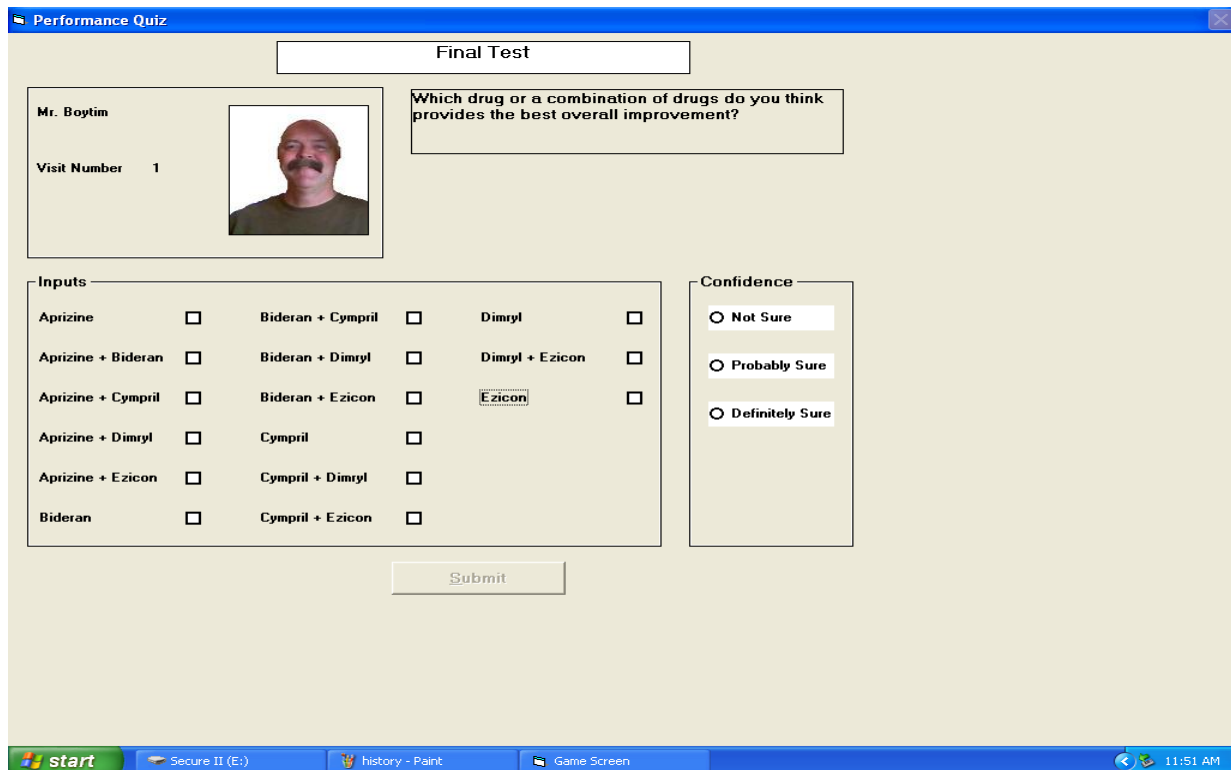 Performance Quiz
Final Test
Mr. Boytim
Visit Number 1
Which drug or a combination of drugs do you think
provides the best overall improvement?
Inputs
Aprizine
Aprizine + Bideran
Aprizine + Cympril
Aprizine + Dimryl
Aprizine + Ezicon
Bideran
Bideran + Cympril
Bideran + Dimryl
Bideran + Ezicon
Cympril
Cympril + Dimryl
Cympril + Ezicon
Dimryl
Dimryl + Ezicon
Ezicon
Confidence
Not Sure
Probably Sure
Definitely Sure
Submit
start
Secure II (E:)
history - Paint
Game Screen
11:51 AM